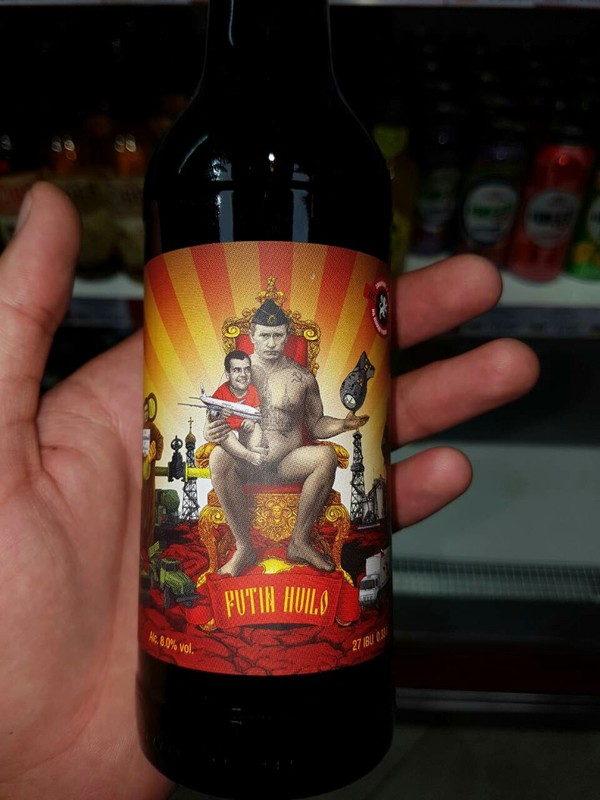 PUTIN HUILO
Alc. 8.0% vol.
27 IBU